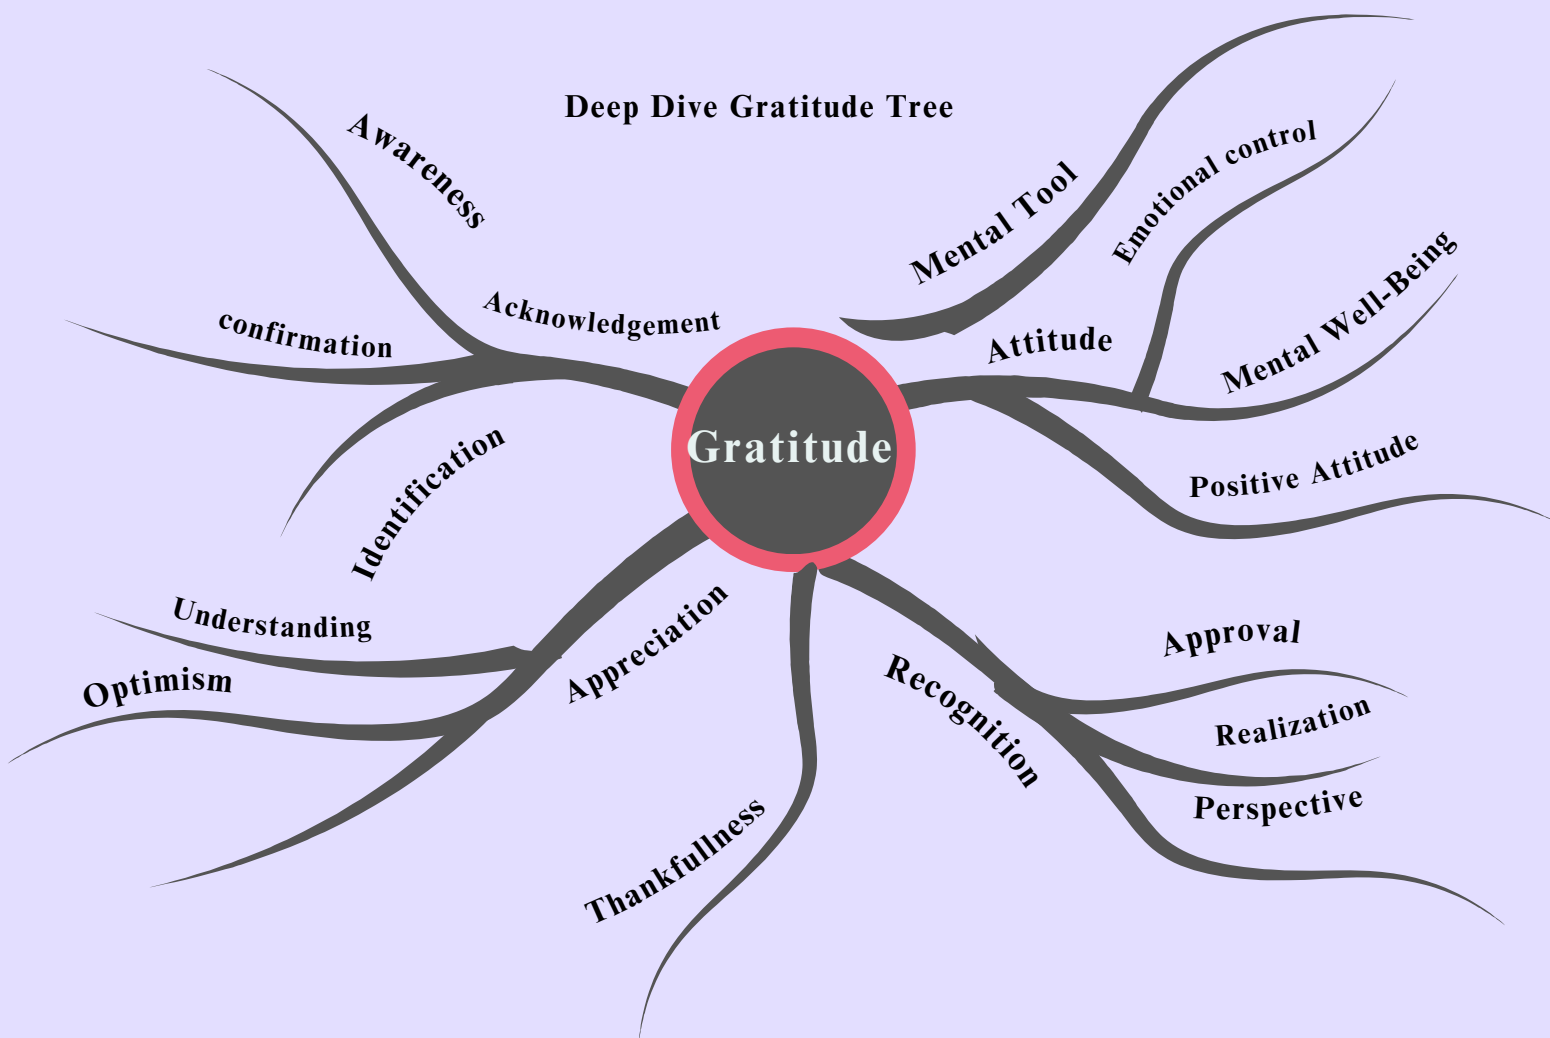 Deep Dive Gratitude Tree
Gratitude
Acknowledgement
Awareness
confirmation
Identification
Mental Tool
Attitude
Emotional control
Mental Well-Being
Positive Attitude
Appreciation
Understanding
Optimism
Thankfullness
Recognition
Approval
Realization
Perspective